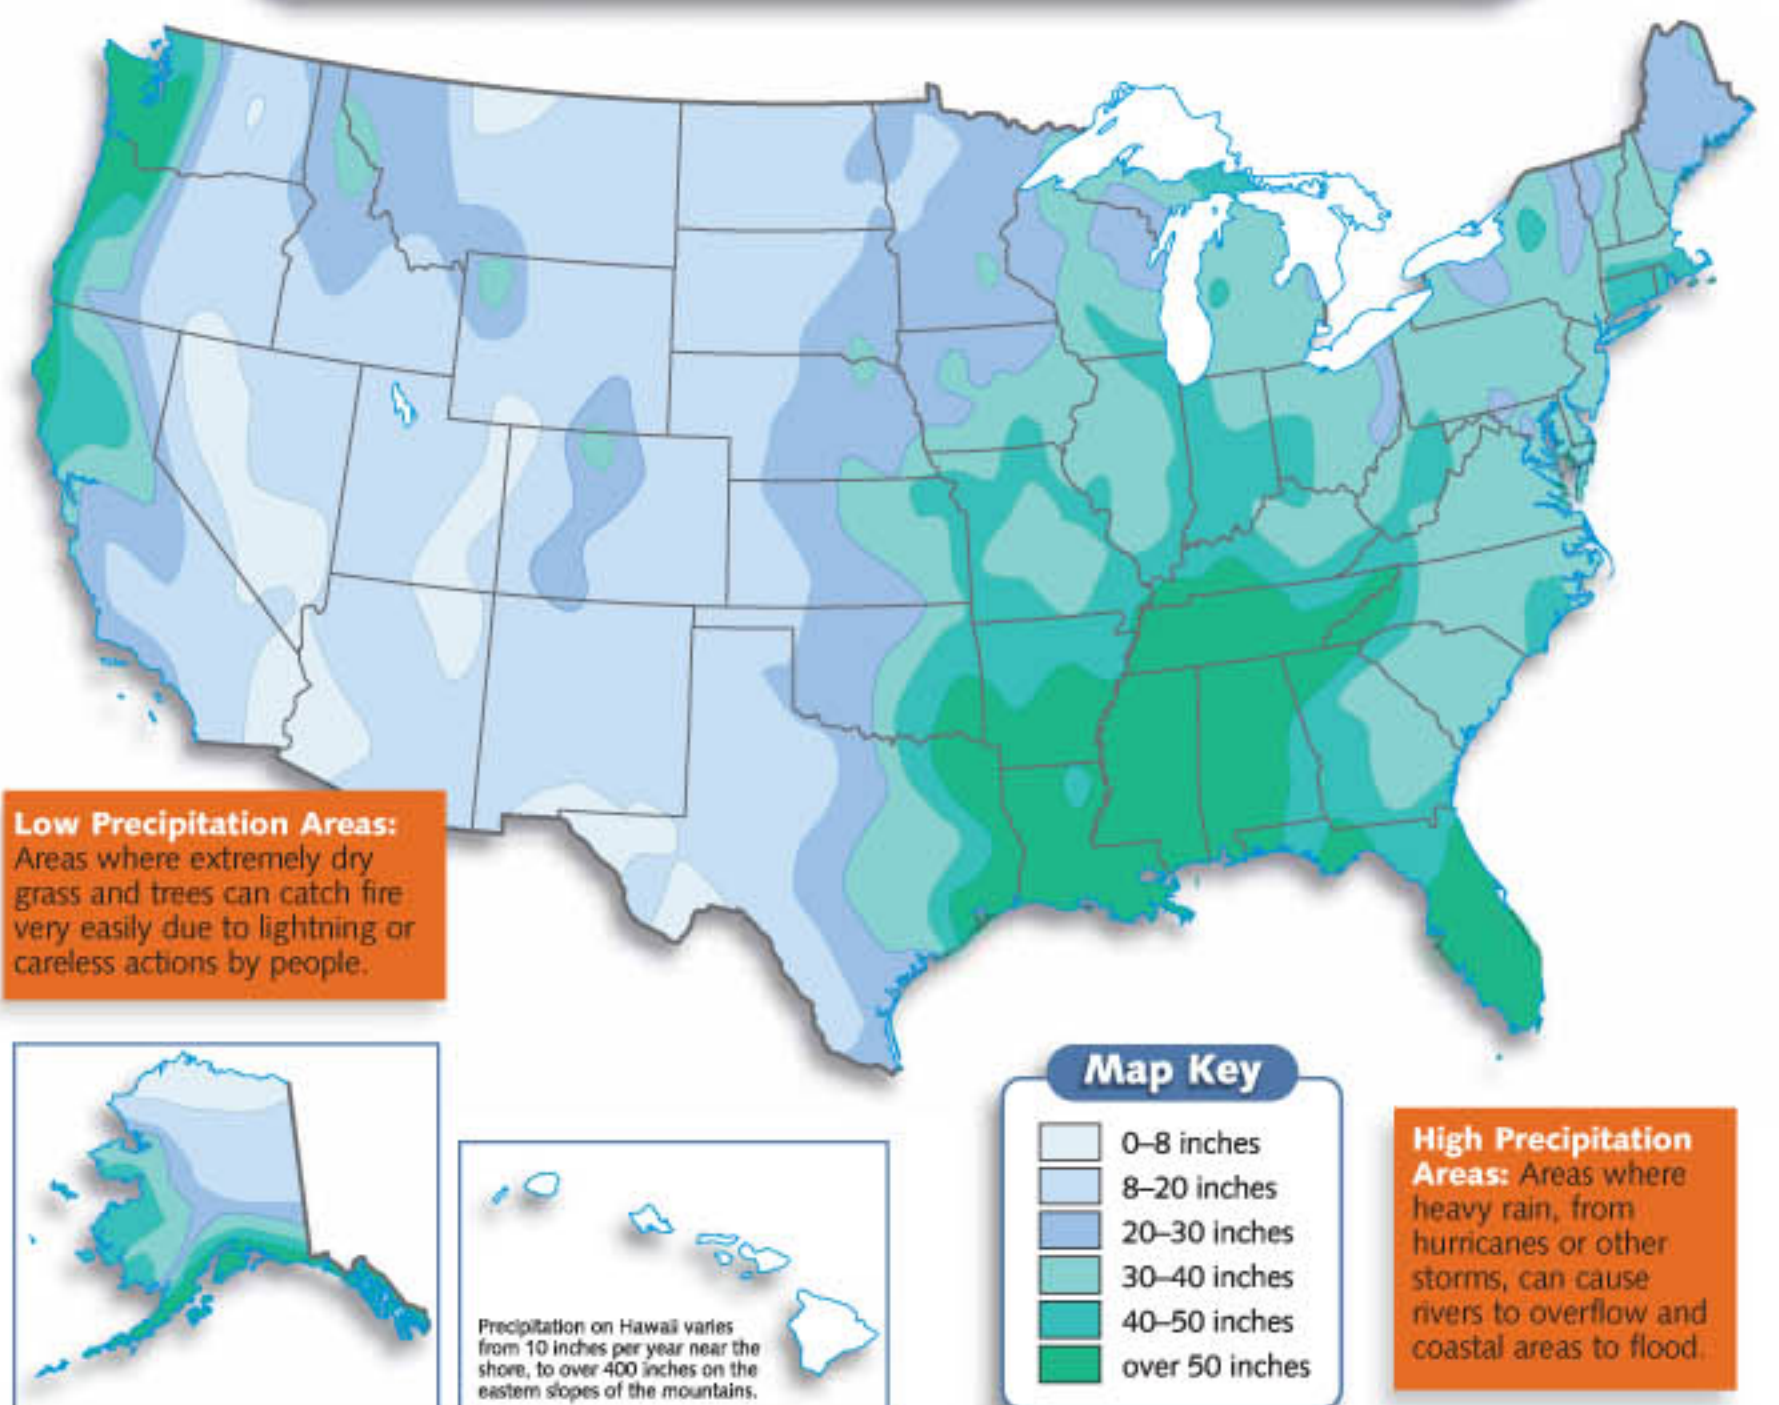 Low Precipitation Areas:
Areas where extremely dry
grass and trees can catch fire
very easily due to lightning or
careless actions by people.
Precipitation on Hawaii varies
from 10 inches per year near the
shore, to over 400 inches on the
eastern slopes of the mountains.
Map Key
0–8 inches
8–20 inches
20–30 inches
30–40 inches
40–50 inches
over 50 inches
High Precipitation
Areas: Areas where
heavy rain, from
hurricanes or other
storms, can cause
rivers to overflow and
coastal areas to flood.